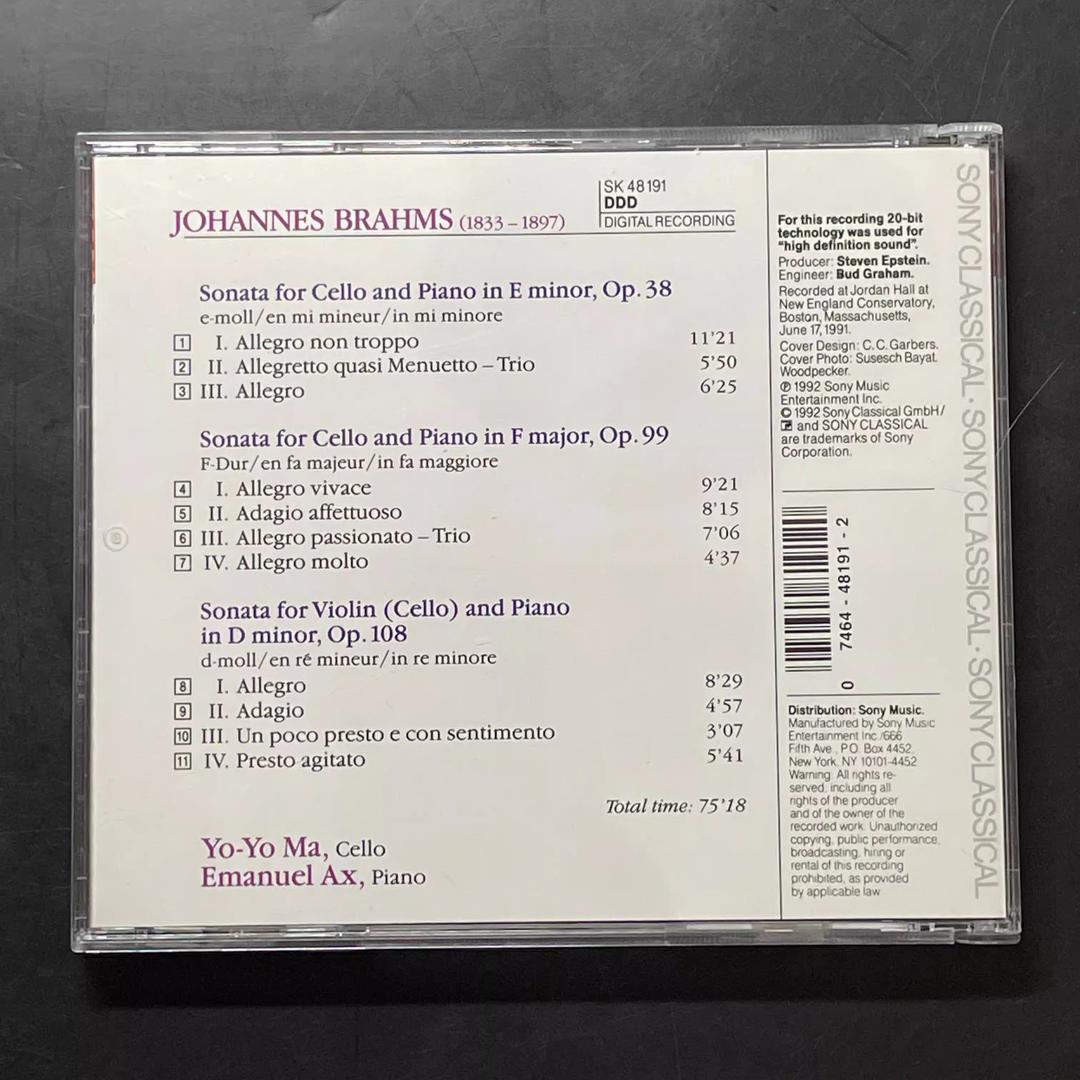 SK 48191
DDD
DIGITAL RECORDING
JOHANNES BRAHMS (1833–1897)
Sonata for Cello and Piano in E minor, Op. 38
e-moll/en mi mineur/in mi minore
1 I. Allegro non troppo 11'21
2 II. Allegretto quasi Menuetto – Trio 5'50
3 III. Allegro 6'25
Sonata for Cello and Piano in F major, Op. 99
F-Dur/en fa majeur/in fa maggiore
4 I. Allegro vivace 9'21
5 II. Adagio affettuoso 8'15
6 III. Allegro passionato – Trio 7'06
7 IV. Allegro molto 4'37
Sonata for Violin (Cello) and Piano
in D minor, Op. 108
d-moll/en ré mineur/in re minore
8 I. Allegro 8'29
9 II. Adagio 4'57
10 III. Un poco presto e con sentimento 3'07
11 IV. Presto agitato 5'41
Total time: 75'18
Yo-Yo Ma, Cello
Emanuel Ax, Piano
For this recording 20-bit
technology was used for
"high definition sound".
Producer: Steven Epstein.
Engineer: Bud Graham.
Recorded at Jordan Hall at
New England Conservatory,
Boston, Massachusetts,
June 17, 1991.
Cover Design: C. C. Garbers.
Cover Photo: Susesch Bayat.
Woodpecker.
℗ 1992 Sony Music
Entertainment Inc.
© 1992 Sony Classical GmbH/
and SONY CLASSICAL
are trademarks of Sony
Corporation.
0 7464-48191-2
Distribution: Sony Music.
Manufactured by Sony Music
Entertainment Inc./666
Fifth Ave., P.O. Box 4452,
New York, NY 10101-4452
Warning: All rights re-
served, including all
rights of the producer
and of the owner of the
recorded work. Unauthorized
copying, public performance,
broadcasting, hiring or
rental of this recording
prohibited, as provided
by applicable law
SONY CLASSICAL · SONY CLASSICAL · SONY CLASSICAL